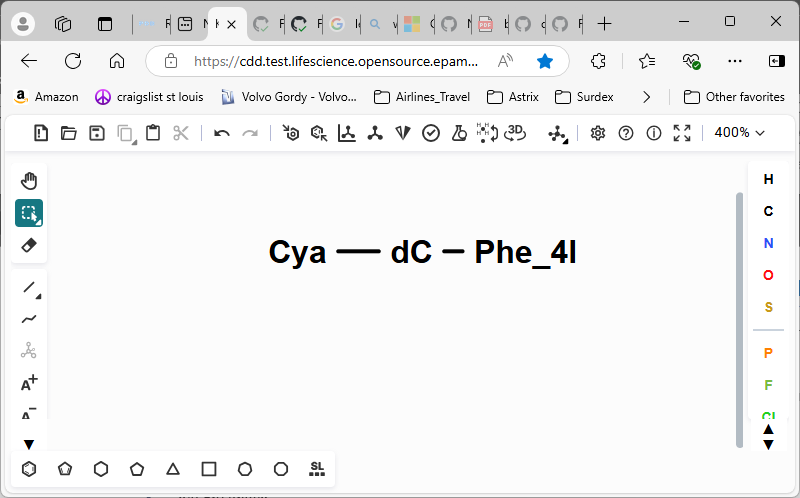 https://cdd.test.lifescience.opensource.epam...
Amazon craigslist st louis Volvo Gordy - Volvo... Airlines_Travel Astrix Surdex Other favorites
3D 400%
H
C
N
O
S
P
F
Cl
Cya dC Phe_4I
A+
A-
SL